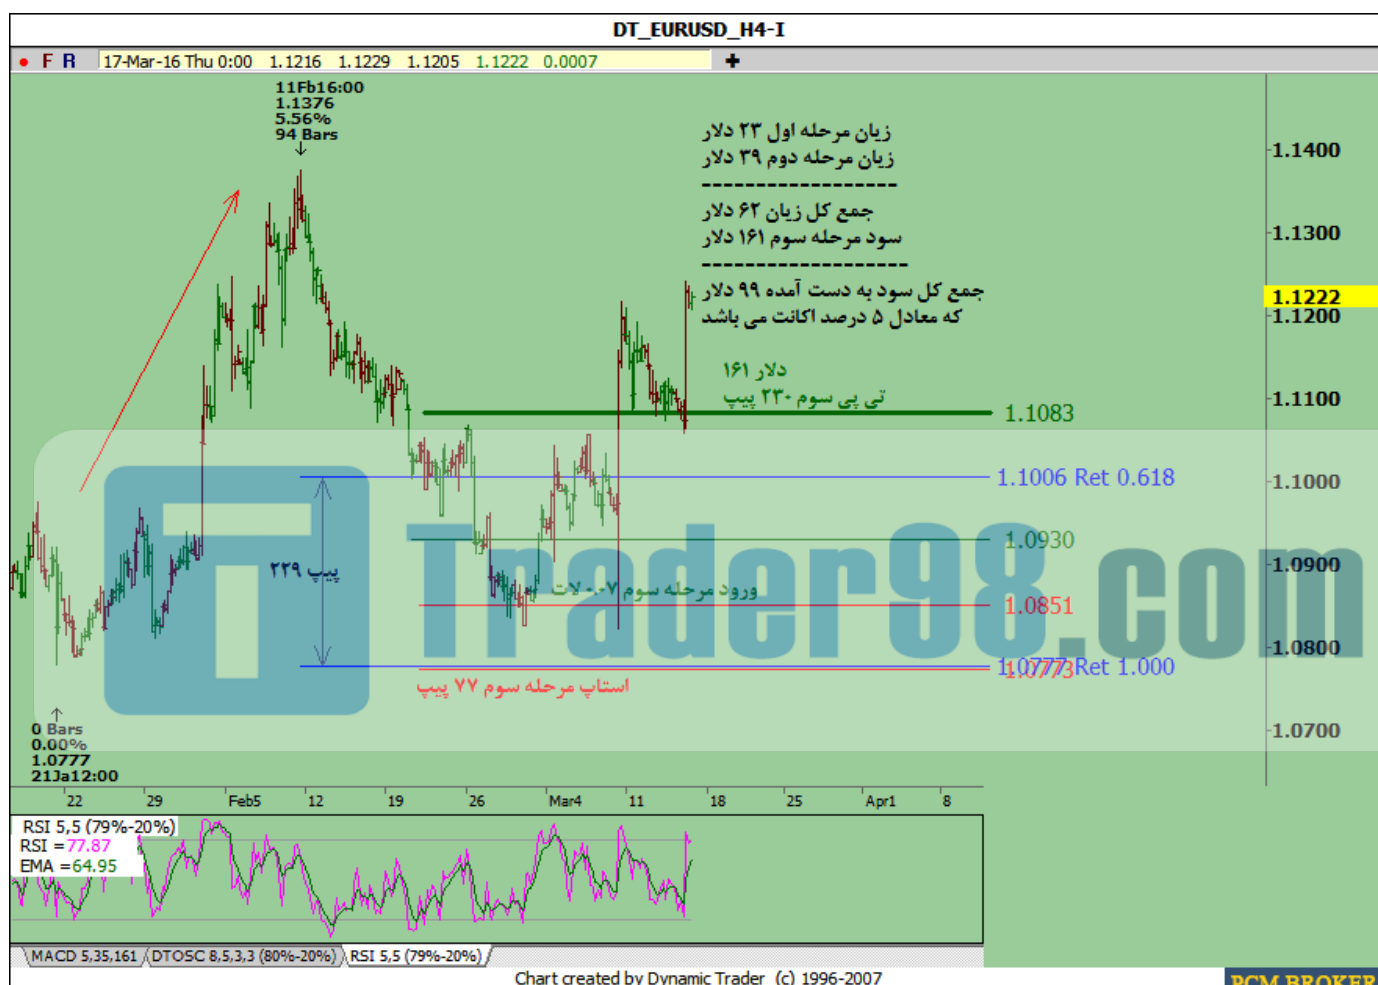 DT_EURUSD_H4-I
F R 17-Mar-16 Thu 0:00 1.1216 1.1229 1.1205 1.1222 0.0007
11Fb16:00
1.1376
5.56%
94 Bars
زیان مرحله اول ۲۳ دلار
زیان مرحله دوم ۳۹ دلار
------------------
جمع کل زیان ۶۲ دلار
سود مرحله سوم ۱۶۱ دلار
-------------------
جمع کل سود به دست آمده ۹۹ دلار
که معادل ۵ درصد اکانت می باشد
دلار ۱۶۱
تی پی سوم ۲۳۰ پیپ
1.1083
1.1006 Ret 0.618
1.0930
پیپ ۲۲۹
ورود مرحله سوم ۰.۰۷ لات
1.0851
1.0777 Ret 1.000
1.0773
استاپ مرحله سوم ۷۷ پیپ
Trader98.com
0 Bars
0.00%
1.0777
21Ja12:00
1.1400
1.1300
1.1222
1.1200
1.1100
1.1000
1.0900
1.0800
1.0700
22 29 Feb5 12 19 26 Mar4 11 18 25 Apr1 8
RSI 5,5 (79%-20%)
RSI =77.87
EMA =64.95
MACD 5,35,161 DTOSC 8,5,3,3 (80%-20%) RSI 5,5 (79%-20%)
Chart created by Dynamic Trader (c) 1996-2007
PCM BROKER